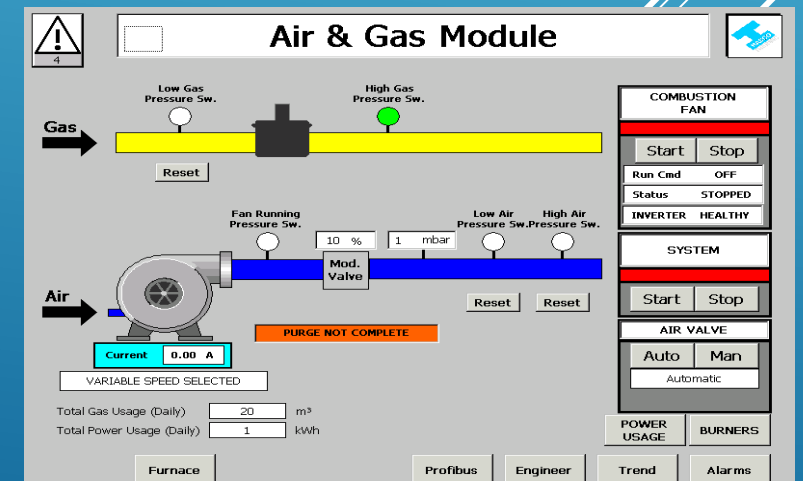 Air & Gas Module
4
Low Gas
Pressure Sw.
High Gas
Pressure Sw.
Gas
Reset
COMBUSTION
FAN
Start Stop
Run Cmd OFF
Status STOPPED
INVERTER HEALTHY
Fan Running
Pressure Sw.
10 %
1 mbar
Low Air
Pressure Sw.
High Air
Pressure Sw.
Mod.
Valve
Reset Reset
SYSTEM
Start Stop
Air
PURGE NOT COMPLETE
AIR VALVE
Auto Man
Automatic
Current 0.00 A
VARIABLE SPEED SELECTED
Total Gas Usage (Daily) 20 m³
Total Power Usage (Daily) 1 kWh
POWER
USAGE
BURNERS
Furnace Profibus Engineer Trend Alarms